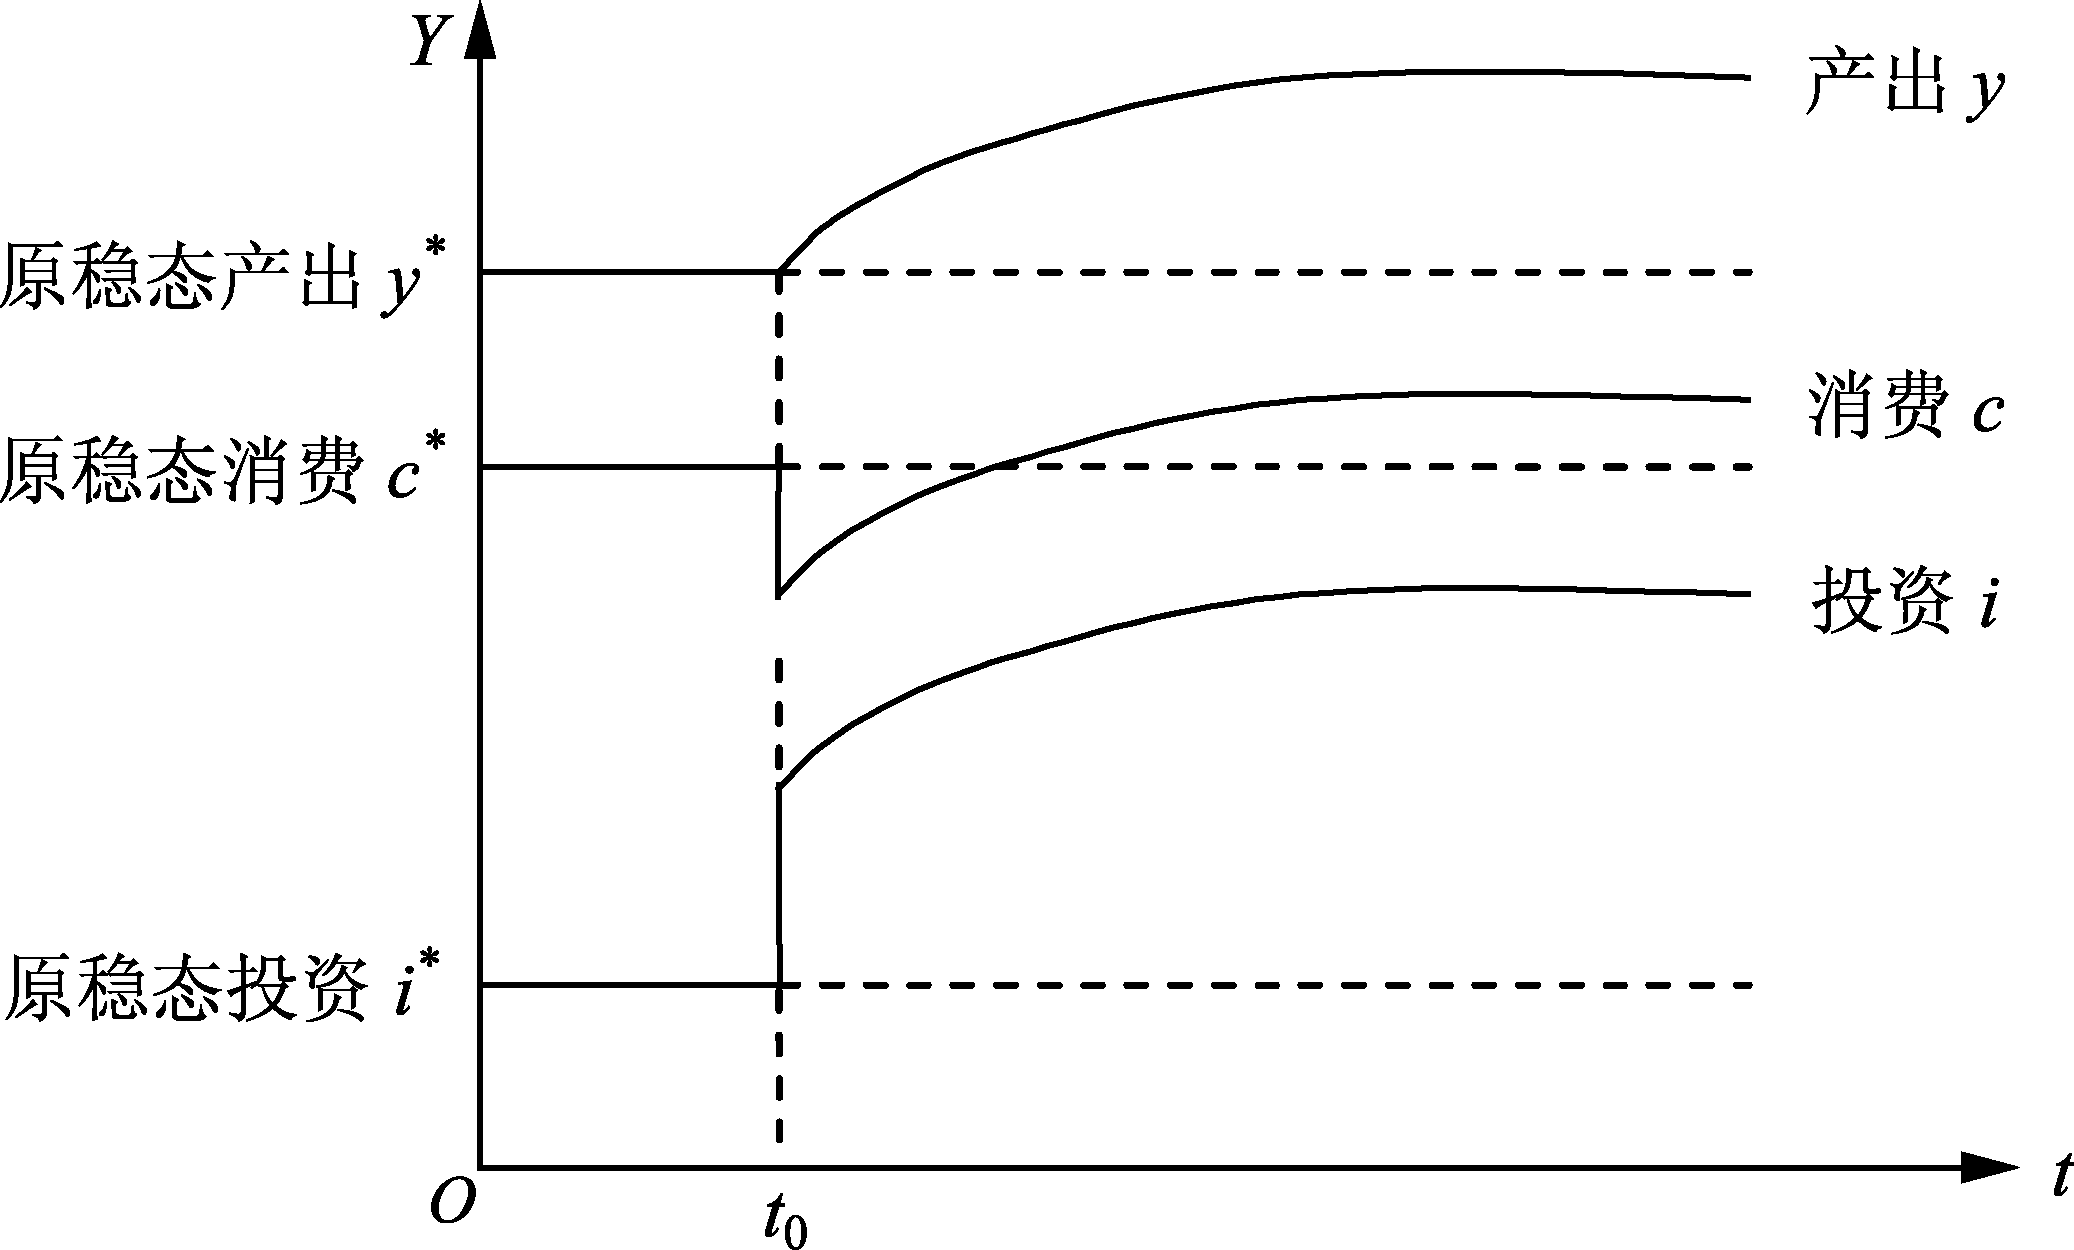 Y
产出 y
原稳态产出 y*
消费 c
原稳态消费 c*
投资 i
原稳态投资 i*
O
t₀
t